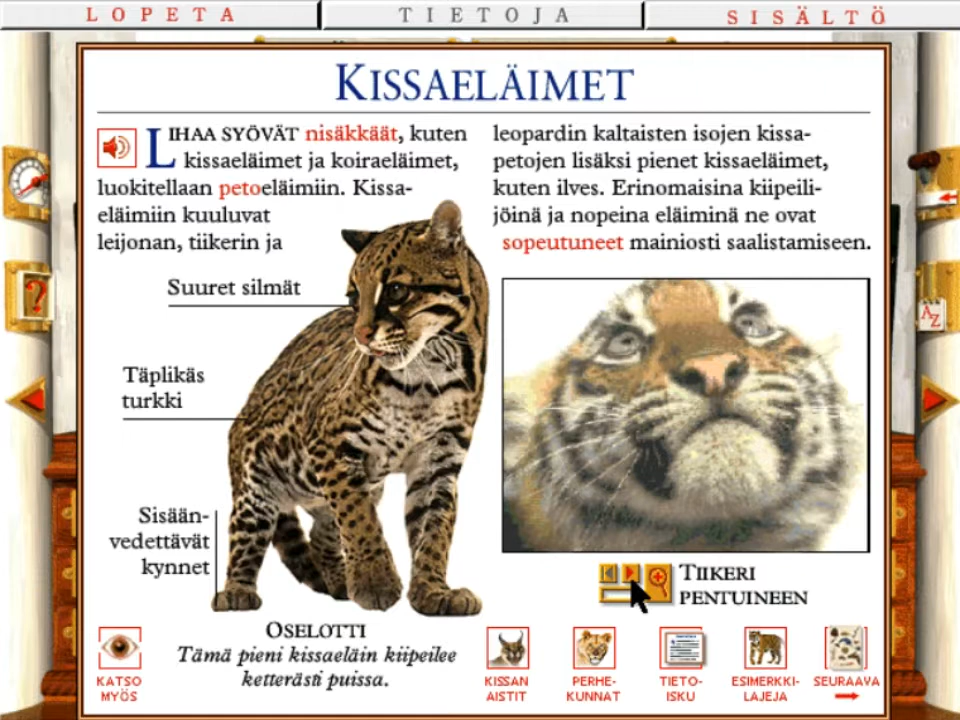 LOPETA
TIETOJA
SISÄLTÖ
KISSAELÄIMET
LIHAA SYÖVÄT nisäkkäät, kuten
kissaeläimet ja koiraeläimet,
luokitellaan petoeläimiin. Kissa-
eläimiin kuuluvat
leijonan, tiikerin ja
leopardin kaltaisten isojen kissa-
petojen lisäksi pienet kissaeläimet,
kuten ilves. Erinomaisina kiipeili-
jöinä ja nopeina eläiminä ne ovat
sopeutuneet mainiosti saalistamiseen.
Suuret silmät
Täplikäs
turkki
Sisään-
vedettävät
kynnet
OSELOTTI
Tämä pieni kissaeläin kiipeilee
ketterästi puissa.
TIIKERI
PENTUINEEN
KATSO
MYÖS
KISSAN
AISTIT
PERHE-
KUNNAT
TIETO-
ISKU
ESIMERKKI-
LAJEJA
SEURAAVA
?
AZ